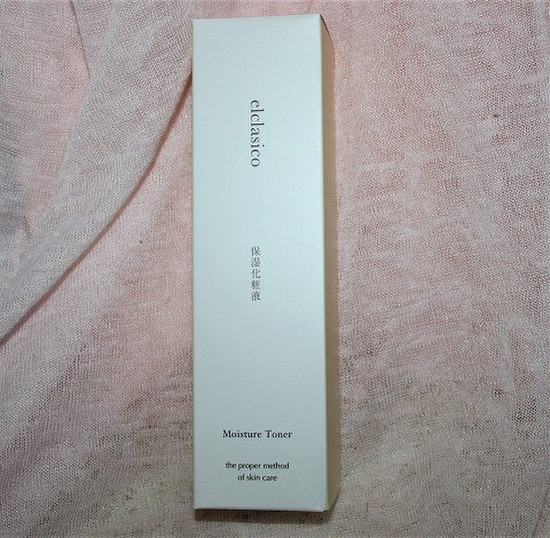 elclasico
保湿化粧液
Moisture Toner
the proper method
of skin care